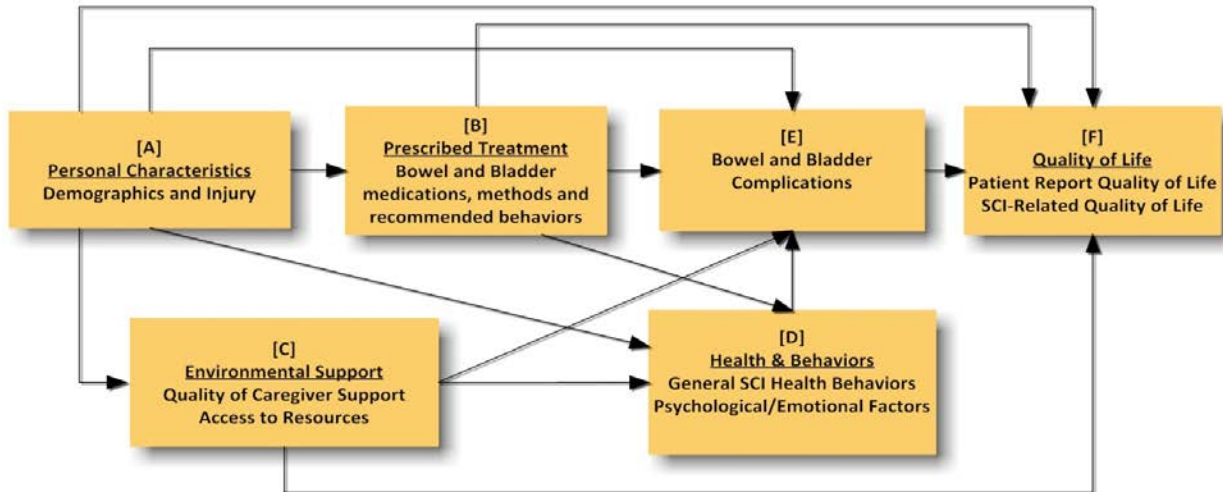 [A]
Personal Characteristics
Demographics and Injury
[B]
Prescribed Treatment
Bowel and Bladder
medications, methods and
recommended behaviors
[E]
Bowel and Bladder
Complications
[F]
Quality of Life
Patient Report Quality of Life
SCI-Related Quality of Life
[C]
Environmental Support
Quality of Caregiver Support
Access to Resources
[D]
Health & Behaviors
General SCI Health Behaviors
Psychological/Emotional Factors